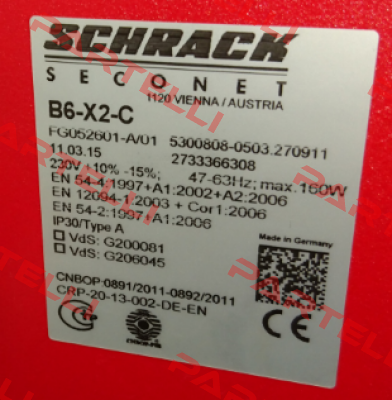 SCHRACK
SECONET
1120 VIENNA / AUSTRIA
B6-X2-C
FG052601-A/01 5300808-0503.270911
11.03.15 2733366308
230V +10% -15%; 47-63Hz; max.160W
EN 54-4:1997+A1:2002+A2:2006
EN 12094-1:2003 + Cor1:2006
EN 54-2:1997+A1:2006
IP30/Type A
Made in Germany
VdS: G200081
VdS: G206045
CNBOP-0891/2011-0892/2011
CRP-20-13-002-DE-EN
CE
PARTELLI